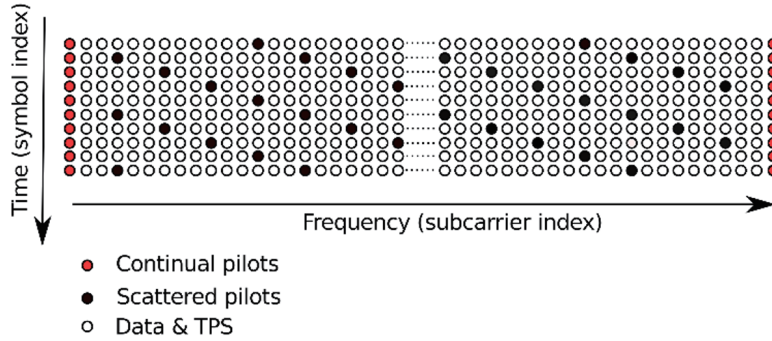 Time (symbol index)
Frequency (subcarrier index)
Continual pilots
Scattered pilots
Data & TPS